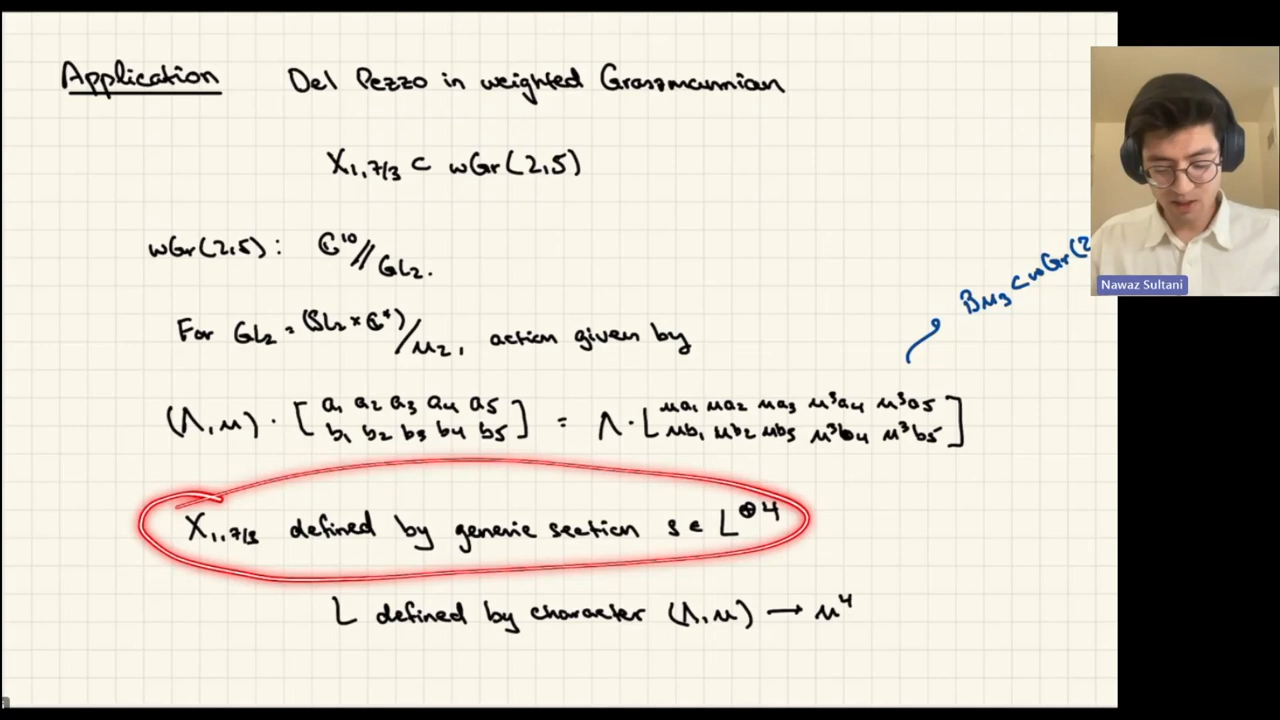 Application Del Pezzo in weighted Grassmannian
X₁,₇/₃ ⊂ wGr(2,5)
wGr(2,5) : ℂ¹⁰//GL₂.
For GL₂ = (SL₂ × ℂ*)/μ₂, action given by
BM₃ ⊂ wGr(2
(Λ,μ) · [a₁ a₂ a₃ a₄ a₅ = Λ · [μa₁ μa₂ μa₃ μ³a₄ μ³a₅]
b₁ b₂ b₃ b₄ b₅] μb₁ μb₂ μb₃ μ³b₄ μ³b₅]
X₁,₇/₃ defined by generic section s ∈ L^⊕4
L defined by character (Λ,μ) → μ⁴
Nawaz Sultani